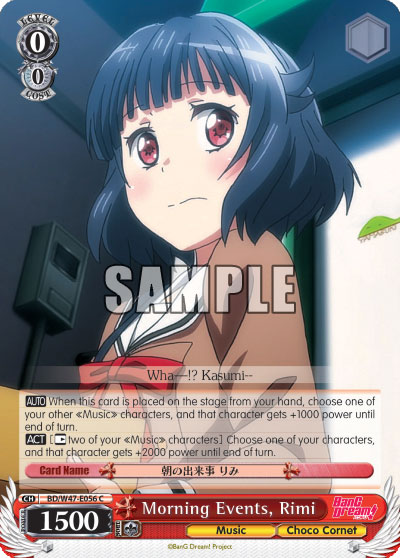 LEVEL
0
0
COST
SAMPLE
Wha—!? Kasumi--
AUTO When this card is placed on the stage from your hand, choose one of
your other «Music» characters, and that character gets +1000 power until
end of turn.
ACT [ two of your «Music» characters] Choose one of your characters,
and that character gets +2000 power until end of turn.
Card Name 朝の出来事 りみ
CH BD/W47-E056 C
1500
Morning Events, Rimi
BanG Dream!
Music Choco Cornet
©BanG Dream! Project